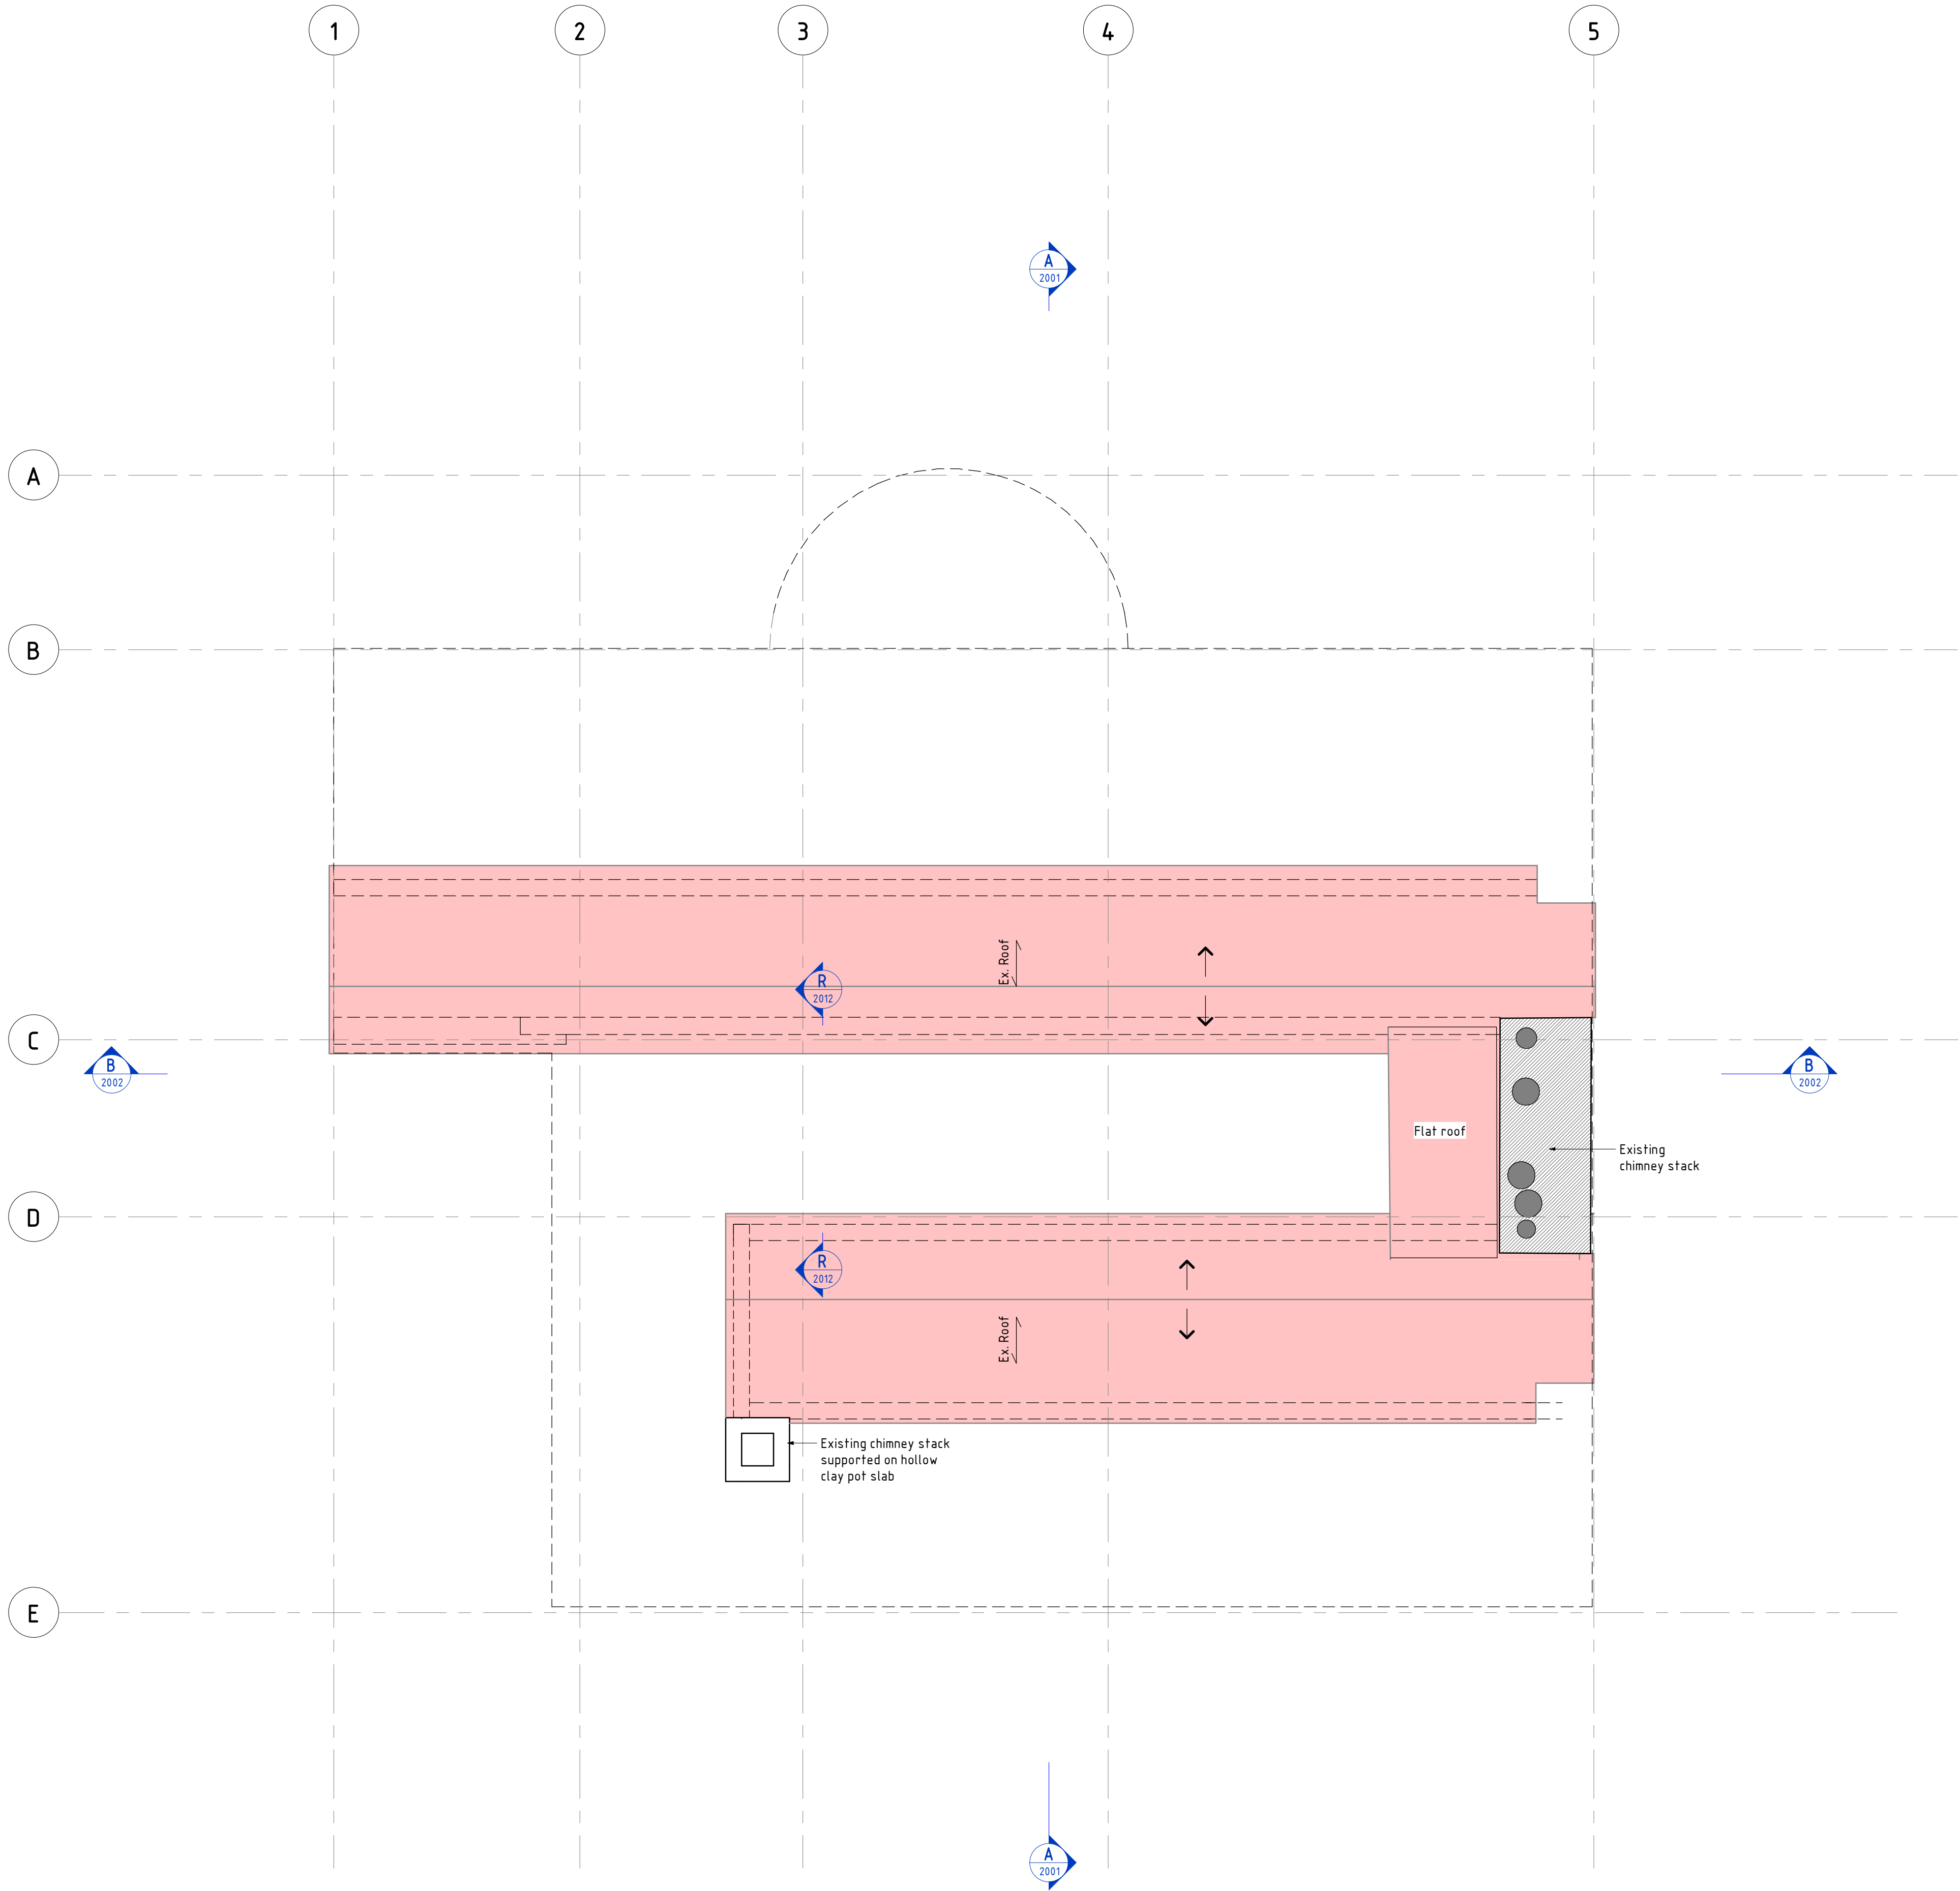 1
2
3
4
5
A
2001
A
B
Ex. Roof
R
2012
C
B
2002
B
2002
Flat roof
Existing
chimney stack
D
R
2012
Ex. Roof
Existing chimney stack
supported on hollow
clay pot slab
E
A
2001